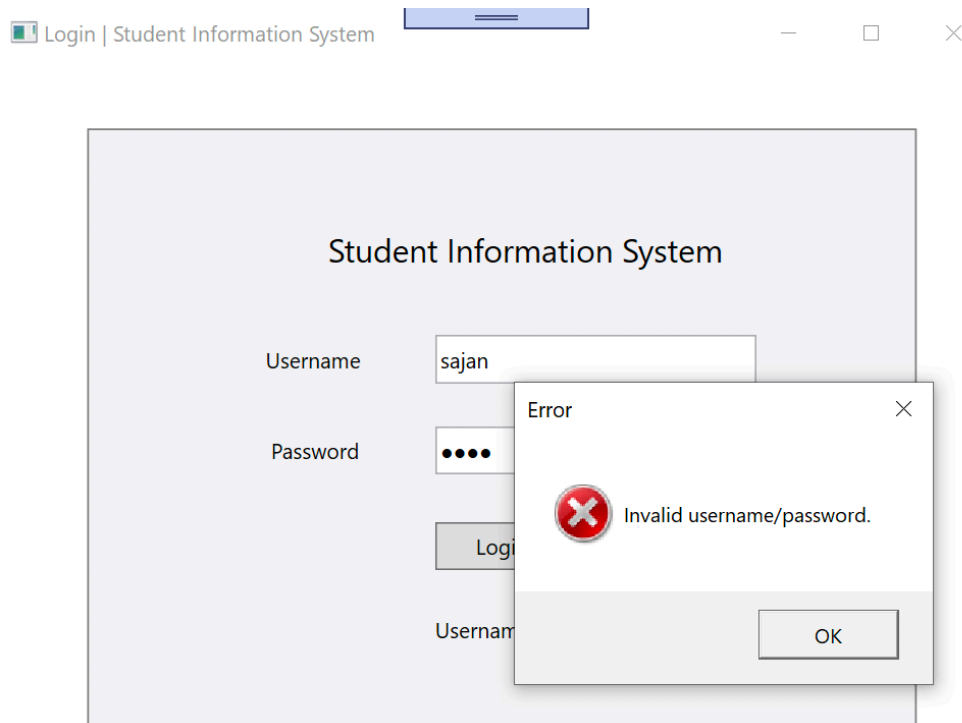 Login | Student Information System
Student Information System
Username sajan
Error
Password ••••
Invalid username/password.
OK